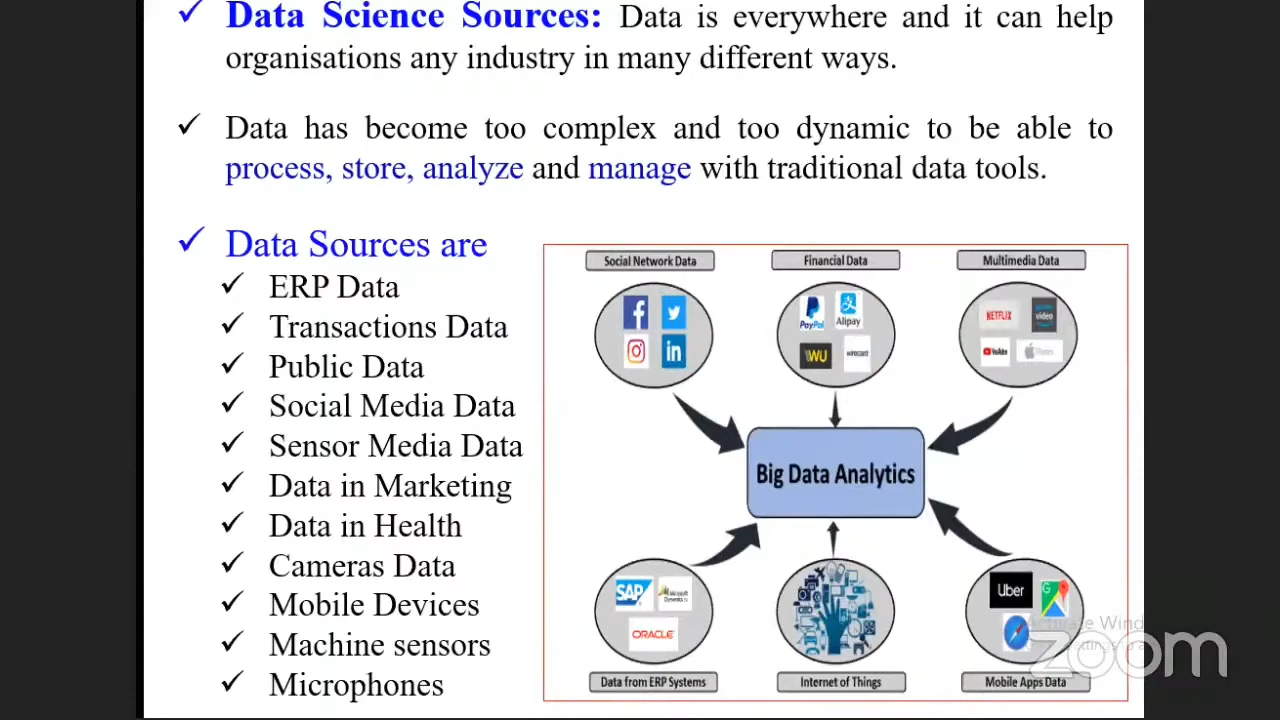 ✓ Data Science Sources: Data is everywhere and it can help
organisations any industry in many different ways.
✓ Data has become too complex and too dynamic to be able to
process, store, analyze and manage with traditional data tools.
✓ Data Sources are
✓ ERP Data
✓ Transactions Data
✓ Public Data
✓ Social Media Data
✓ Sensor Media Data
✓ Data in Marketing
✓ Data in Health
✓ Cameras Data
✓ Mobile Devices
✓ Machine sensors
✓ Microphones
Social Network Data
Financial Data
Multimedia Data
in
PayPal
Alipay
WU
wirecard
NETFLIX
video
YouTube
iTunes
Big Data Analytics
SAP
Microsoft
Dynamics
ORACLE
Uber
Data from ERP Systems
Internet of Things
Mobile Apps Data
zoom